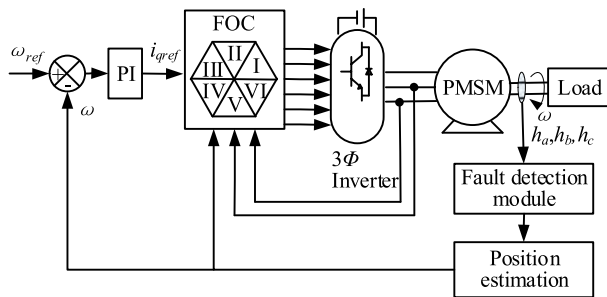 FOC
ω_ref
PI
i_qref
II
I
III
IV
V
VI
-
ω
3Φ
Inverter
PMSM
Load
ω
h_a,h_b,h_c
Fault detection
module
Position
estimation